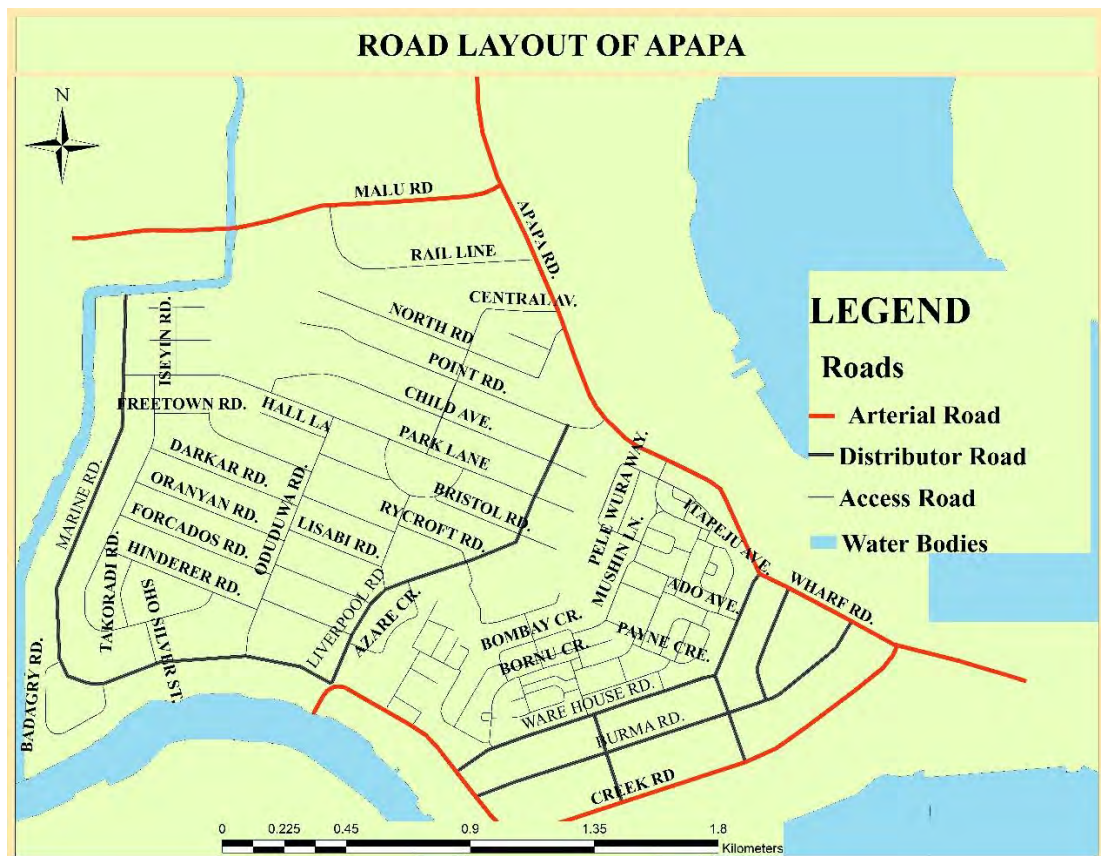 ROAD LAYOUT OF APAPA
N
MALU RD
APAPA RD.
RAIL LINE
CENTRAL AV.
NORTH RD
ISEYIN RD.
POINT RD.
CHILD AVE.
FREETOWN RD.
HALL LA
PARK LANE
DARKAR RD.
BRISTOL RD.
PELE WURA WAY.
ORANYAN RD.
ODUDUWA RD.
RYCROFT RD.
ITAPEJU AVE.
MARINE RD.
FORCADOS RD.
LISABI RD.
MUSHIN LN.
HINDERER RD.
TAKORADI RD.
SHO SILVER ST.
LIVERPOOL RD
AZARE CR.
ADO AVE.
WHARF RD.
BOMBAY CR.
BORNU CR.
PAYNE CRE.
BADAGRY RD.
WARE HOUSE RD.
BURMA RD.
CREEK RD
LEGEND
Roads
Arterial Road
Distributor Road
Access Road
Water Bodies
0 0.225 0.45 0.9 1.35 1.8
Kilometers